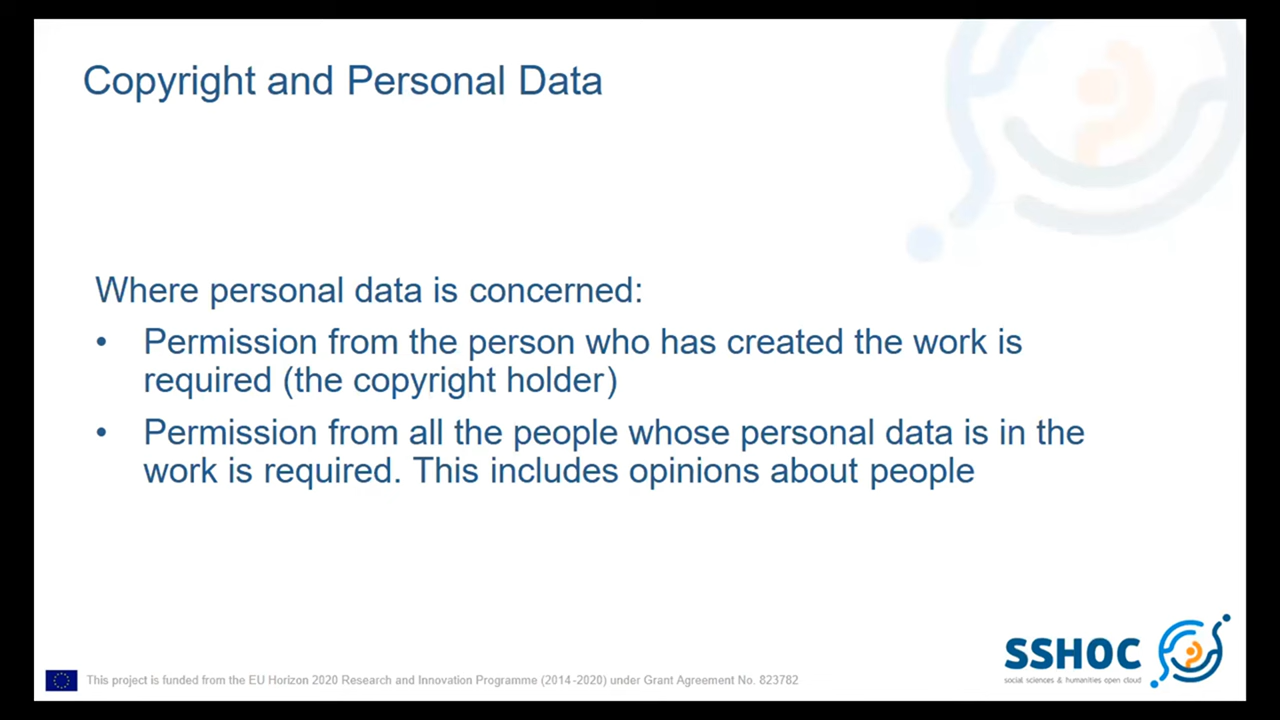 Copyright and Personal Data
Where personal data is concerned:
• Permission from the person who has created the work is
required (the copyright holder)
• Permission from all the people whose personal data is in the
work is required. This includes opinions about people
SSHOC
social sciences & humanities open cloud
This project is funded from the EU Horizon 2020 Research and Innovation Programme (2014-2020) under Grant Agreement No. 823782